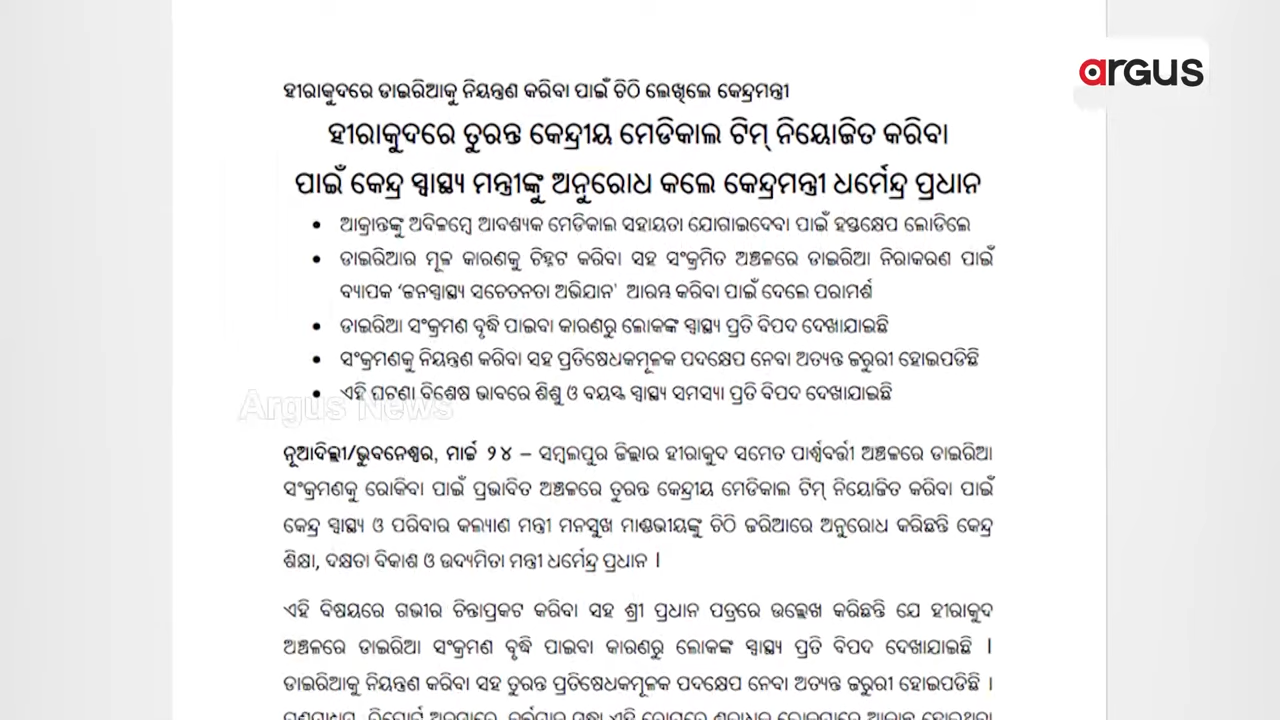 argus
ହୀରାକୁଦରେ ଡାଇରିଆକୁ ନିୟନ୍ତ୍ରଣ କରିବା ପାଇଁ ଚିଠି ଲେଖିଲେ କେନ୍ଦ୍ରମନ୍ତ୍ରୀ
ହୀରାକୁଦରେ ତୁରନ୍ତ କେନ୍ଦ୍ରୀୟ ମେଡିକାଲ ଟିମ୍ ନିୟୋଜିତ କରିବା
ପାଇଁ କେନ୍ଦ୍ର ସ୍ୱାସ୍ଥ୍ୟ ମନ୍ତ୍ରୀଙ୍କୁ ଅନୁରୋଧ କଲେ କେନ୍ଦ୍ରମନ୍ତ୍ରୀ ଧର୍ମେନ୍ଦ୍ର ପ୍ରଧାନ
• ଆକ୍ରାନ୍ତଙ୍କୁ ଅବିଳମ୍ବେ ଆବଶ୍ୟକ ମେଡିକାଲ ସହାୟତା ଯୋଗାଇଦେବା ପାଇଁ ହସ୍ତକ୍ଷେପ ଲୋଡିଲେ
• ଡାଇରିଆର ମୂଳ କାରଣକୁ ଚିହ୍ନଟ କରିବା ସହ ସଂକ୍ରମିତ ଅଞ୍ଚଳରେ ଡାଇରିଆ ନିରାକରଣ ପାଇଁ
ବ୍ୟାପକ ‘ଜନସ୍ୱାସ୍ଥ୍ୟ ସଚେତନତା ଅଭିଯାନ’ ଆରମ୍ଭ କରିବା ପାଇଁ ଦେଲେ ପରାମର୍ଶ
• ଡାଇରିଆ ସଂକ୍ରମଣ ବୃଦ୍ଧି ପାଇବା କାରଣରୁ ଲୋକଙ୍କ ସ୍ୱାସ୍ଥ୍ୟ ପ୍ରତି ବିପଦ ଦେଖାଯାଇଛି
• ସଂକ୍ରମଣକୁ ନିୟନ୍ତ୍ରଣ କରିବା ସହ ପ୍ରତିଷେଧକମୂଳକ ପଦକ୍ଷେପ ନେବା ଅତ୍ୟନ୍ତ ଜରୁରୀ ହୋଇପଡିଛି
• ଏହି ଘଟଣା ବିଶେଷ ଭାବରେ ଶିଶୁ ଓ ବୟସ୍କ ସ୍ୱାସ୍ଥ୍ୟ ସମସ୍ୟା ପ୍ରତି ବିପଦ ଦେଖାଯାଇଛି
Argus News
ନୂଆଦିଲ୍ଲୀ/ଭୁବନେଶ୍ୱର, ମାର୍ଚ୍ଚ ୨୪ – ସମ୍ବଲପୁର ଜିଲ୍ଲାର ହୀରାକୁଦ ସମେତ ପାର୍ଶ୍ୱବର୍ତ୍ତୀ ଅଞ୍ଚଳରେ ଡାଇରିଆ
ସଂକ୍ରମଣକୁ ରୋକିବା ପାଇଁ ପ୍ରଭାବିତ ଅଞ୍ଚଳରେ ତୁରନ୍ତ କେନ୍ଦ୍ରୀୟ ମେଡିକାଲ ଟିମ୍ ନିୟୋଜିତ କରିବା ପାଇଁ
କେନ୍ଦ୍ର ସ୍ୱାସ୍ଥ୍ୟ ଓ ପରିବାର କଲ୍ୟାଣ ମନ୍ତ୍ରୀ ମନସୁଖ ମାଣ୍ଡଭୀୟଙ୍କୁ ଚିଠି ଜରିଆରେ ଅନୁରୋଧ କରିଛନ୍ତି କେନ୍ଦ୍ର
ଶିକ୍ଷା, ଦକ୍ଷତା ବିକାଶ ଓ ଉଦ୍ୟମିତା ମନ୍ତ୍ରୀ ଧର୍ମେନ୍ଦ୍ର ପ୍ରଧାନ ।
ଏହି ବିଷୟରେ ଗଭୀର ଚିନ୍ତାପ୍ରକଟ କରିବା ସହ ଶ୍ରୀ ପ୍ରଧାନ ପତ୍ରରେ ଉଲ୍ଲେଖ କରିଛନ୍ତି ଯେ ହୀରାକୁଦ
ଅଞ୍ଚଳରେ ଡାଇରିଆ ସଂକ୍ରମଣ ବୃଦ୍ଧି ପାଇବା କାରଣରୁ ଲୋକଙ୍କ ସ୍ୱାସ୍ଥ୍ୟ ପ୍ରତି ବିପଦ ଦେଖାଯାଇଛି ।
ଡାଇରିଆକୁ ନିୟନ୍ତ୍ରଣ କରିବା ସହ ତୁରନ୍ତ ପ୍ରତିଷେଧକମୂଳକ ପଦକ୍ଷେପ ନେବା ଅତ୍ୟନ୍ତ ଜରୁରୀ ହୋଇପଡିଛି ।